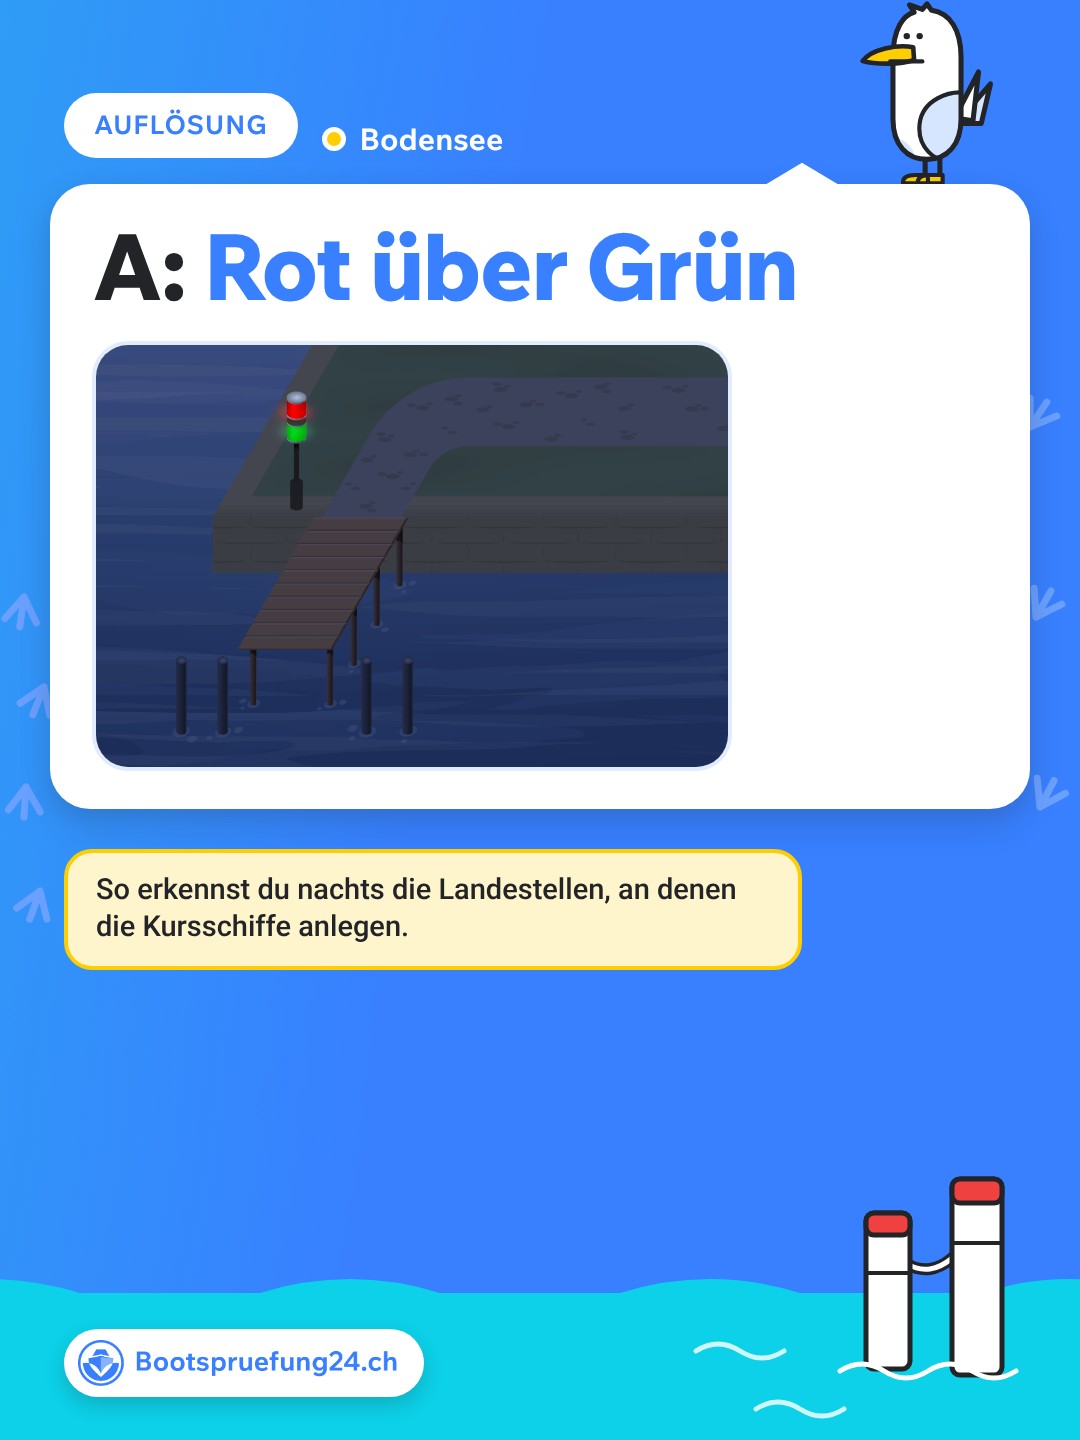 AUFLÖSUNG
Bodensee
A: Rot über Grün
So erkennst du nachts die Landestellen, an denen
die Kursschiffe anlegen.
Bootspruefung24.ch